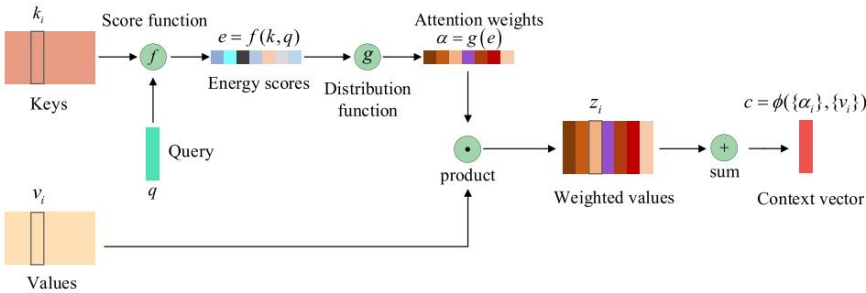 k_i
Score function
e = f(k, q)
Attention weights
α = g(e)
f
g
Keys
Energy scores
Distribution
function
z_i
c = ϕ({α_i},{v_i})
Query
q
•
product
+
sum
v_i
Weighted values
Context vector
Values